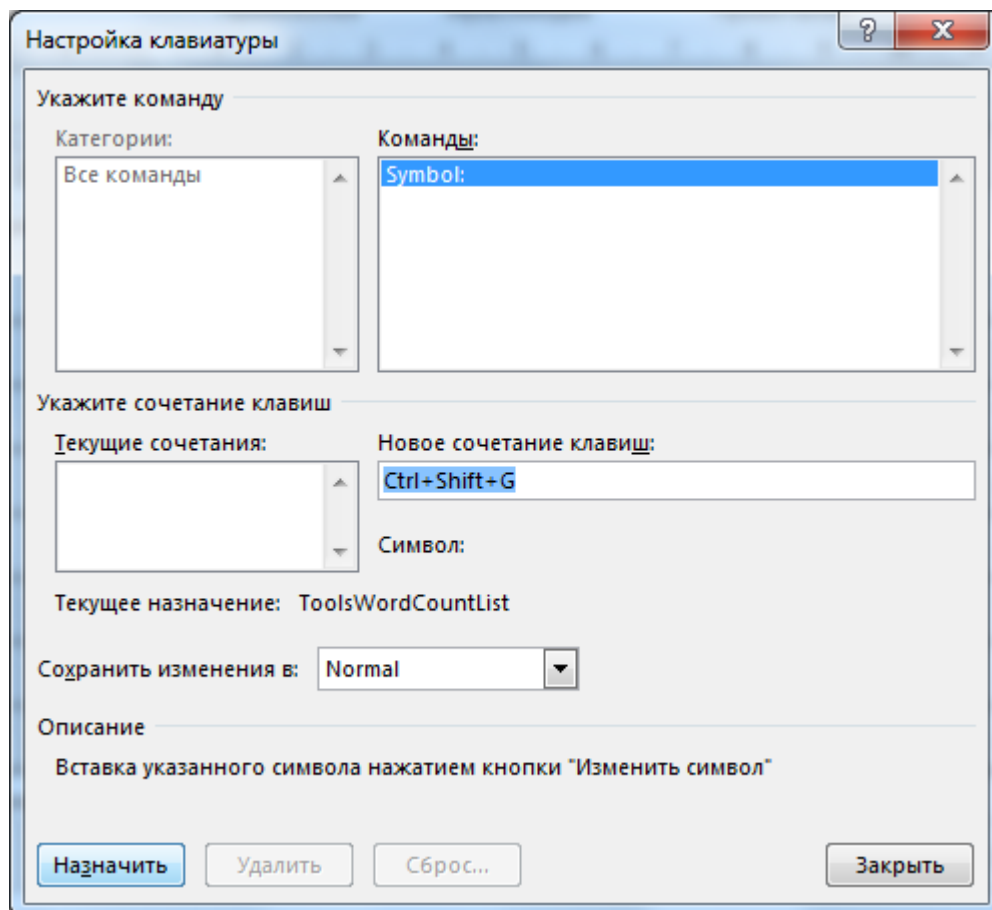 Настройка клавиатуры
Укажите команду
Категории:
Команды:
Все команды
Symbol:
Укажите сочетание клавиш
Текущие сочетания:
Новое сочетание клавиш:
Ctrl+Shift+G
Символ:
Текущее назначение: ToolsWordCountList
Сохранить изменения в: Normal
Описание
Вставка указанного символа нажатием кнопки "Изменить символ"
Назначить Удалить Сброс... Закрыть